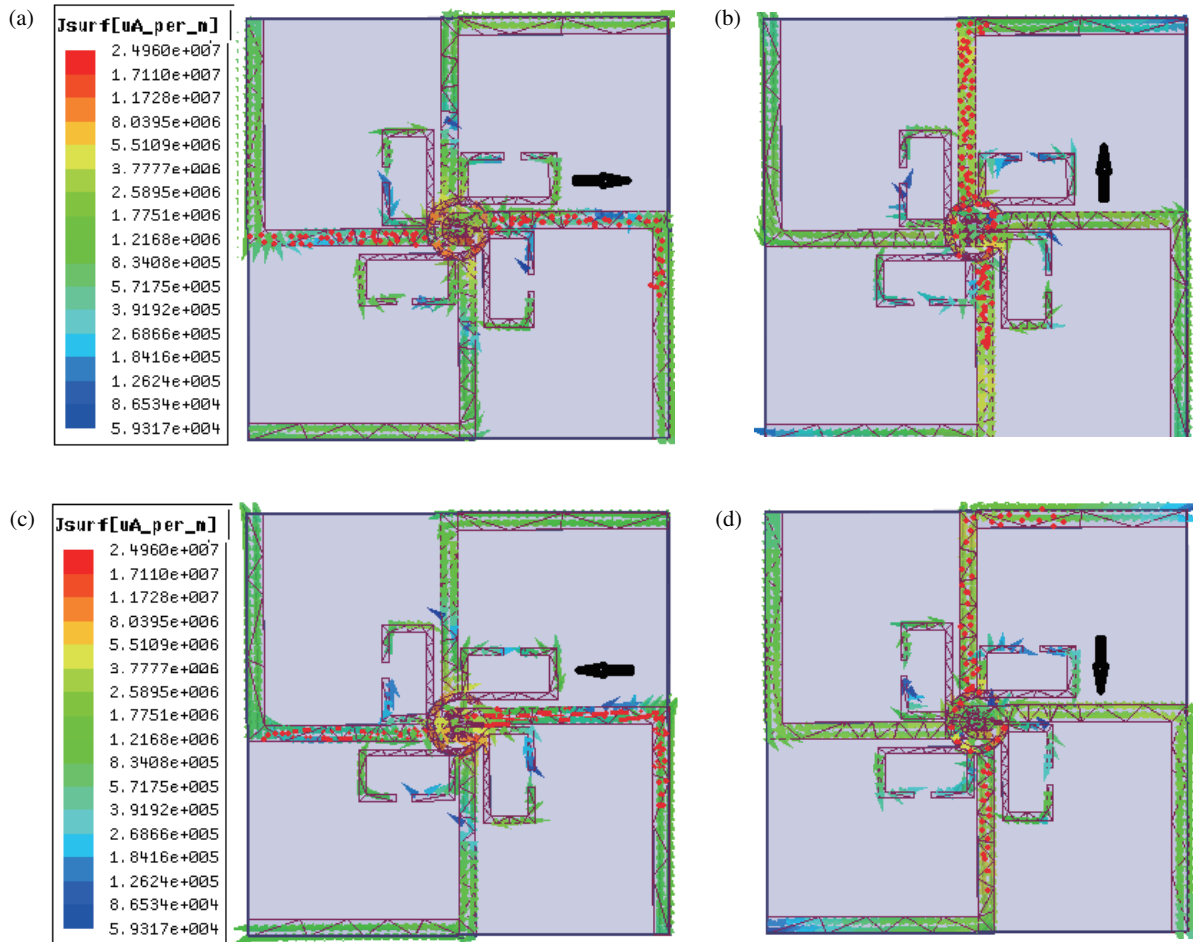 (a)
(b)
Jsurf[uA_per_m]
2.4960e+007
1.7110e+007
1.1728e+007
8.0395e+006
5.5109e+006
3.7777e+006
2.5895e+006
1.7751e+006
1.2168e+006
8.3408e+005
5.7175e+005
3.9192e+005
2.6866e+005
1.8416e+005
1.2624e+005
8.6534e+004
5.9317e+004
(c)
(d)
Jsurf[uA_per_m]
2.4960e+007
1.7110e+007
1.1728e+007
8.0395e+006
5.5109e+006
3.7777e+006
2.5895e+006
1.7751e+006
1.2168e+006
8.3408e+005
5.7175e+005
3.9192e+005
2.6866e+005
1.8416e+005
1.2624e+005
8.6534e+004
5.9317e+004